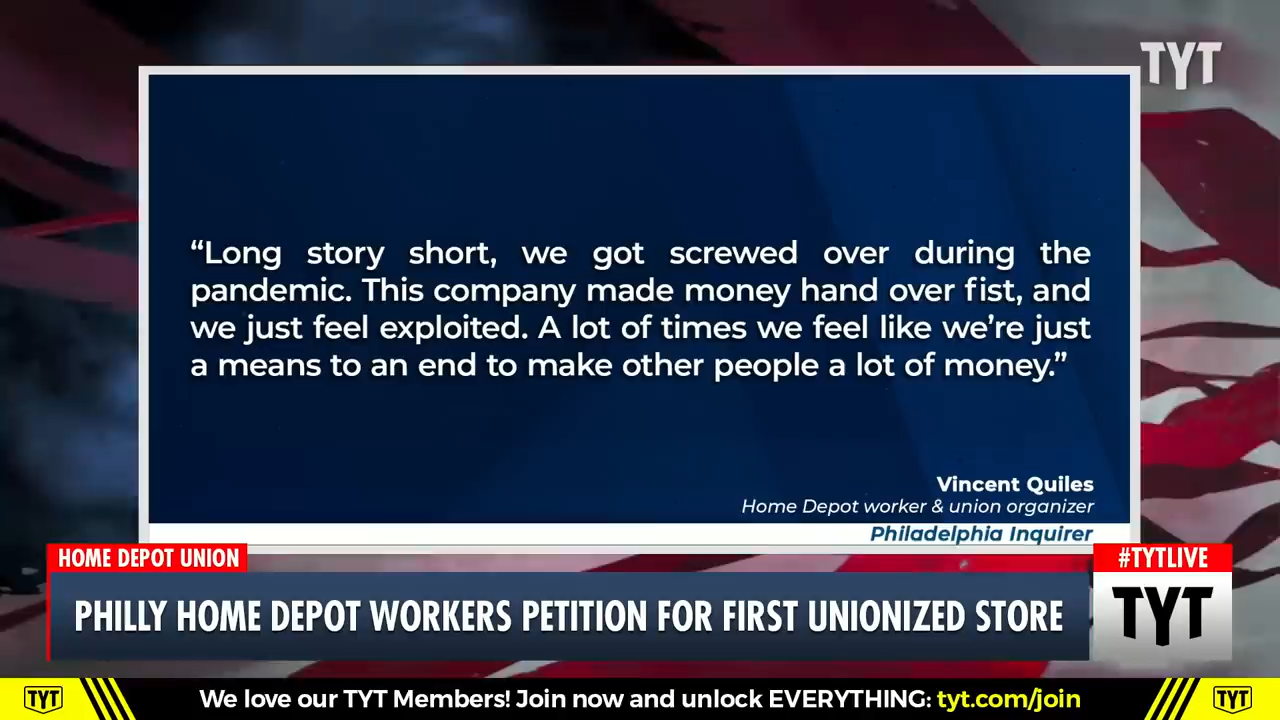 TYT
“Long story short, we got screwed over during the
pandemic. This company made money hand over fist, and
we just feel exploited. A lot of times we feel like we’re just
a means to an end to make other people a lot of money.”
Vincent Quiles
Home Depot worker & union organizer
Philadelphia Inquirer
HOME DEPOT UNION
#TYTLIVE
PHILLY HOME DEPOT WORKERS PETITION FOR FIRST UNIONIZED STORE
TYT
TYT
We love our TYT Members! Join now and unlock EVERYTHING: tyt.com/join
TYT